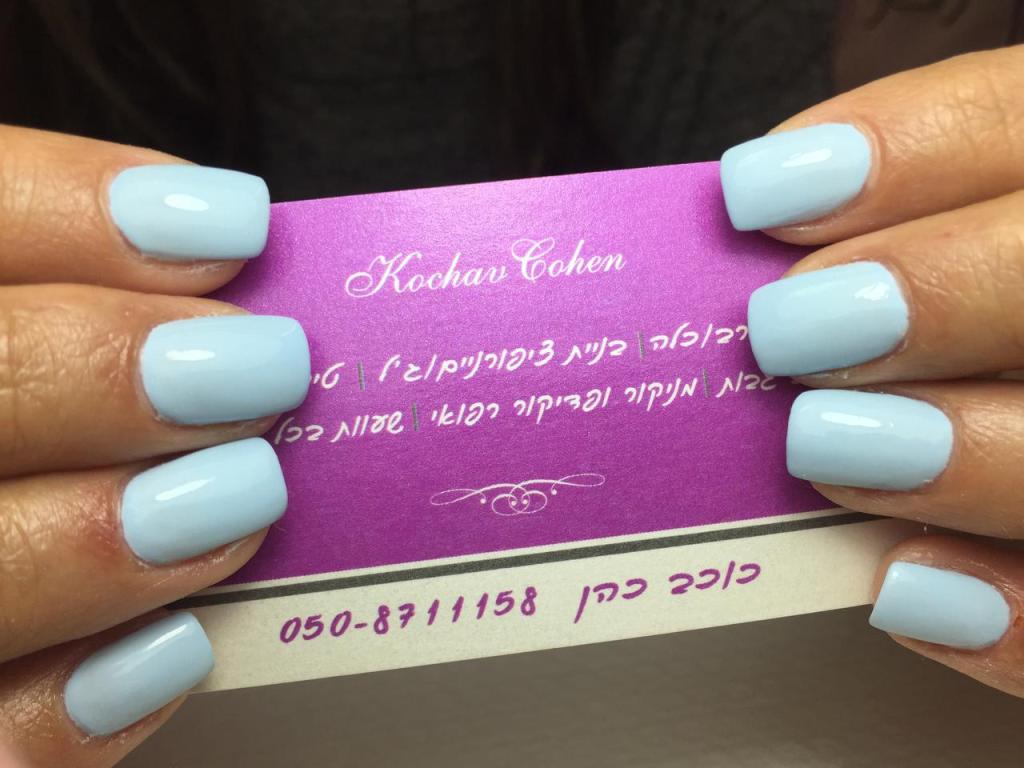 Kochav Cohen
בניית ציפורניים/ג'ל |
מניקור ופדיקור רפואי | שעוות
כוכב כהן 050-8711158